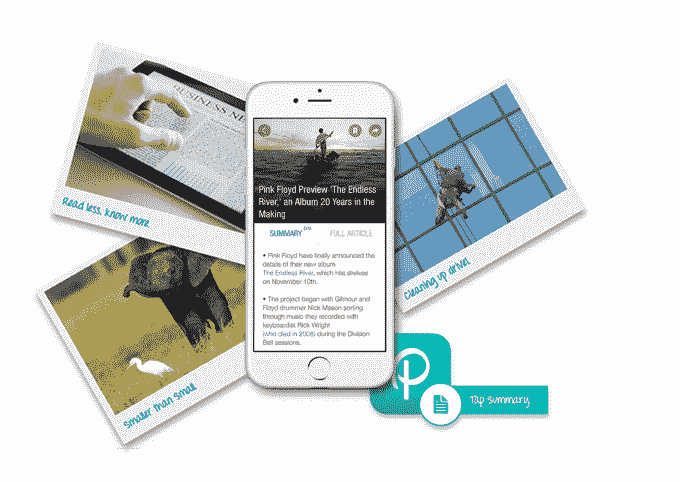 BUSINESS NE
Read less, know more
Pink Floyd Preview 'The Endless
River,' an Album 20 Years in the
Making
SUMMARY beta
FULL ARTICLE
• Pink Floyd have finally announced the
details of their new album
The Endless River, which hits shelves
on November 10th.
• The project began with Gilmour and
Floyd drummer Nick Mason sorting
through music they recorded with
keyboardist Rick Wright
(who died in 2008) during the Division
Bell sessions.
Cleaning up drivel
Smaller than small
Tap summary